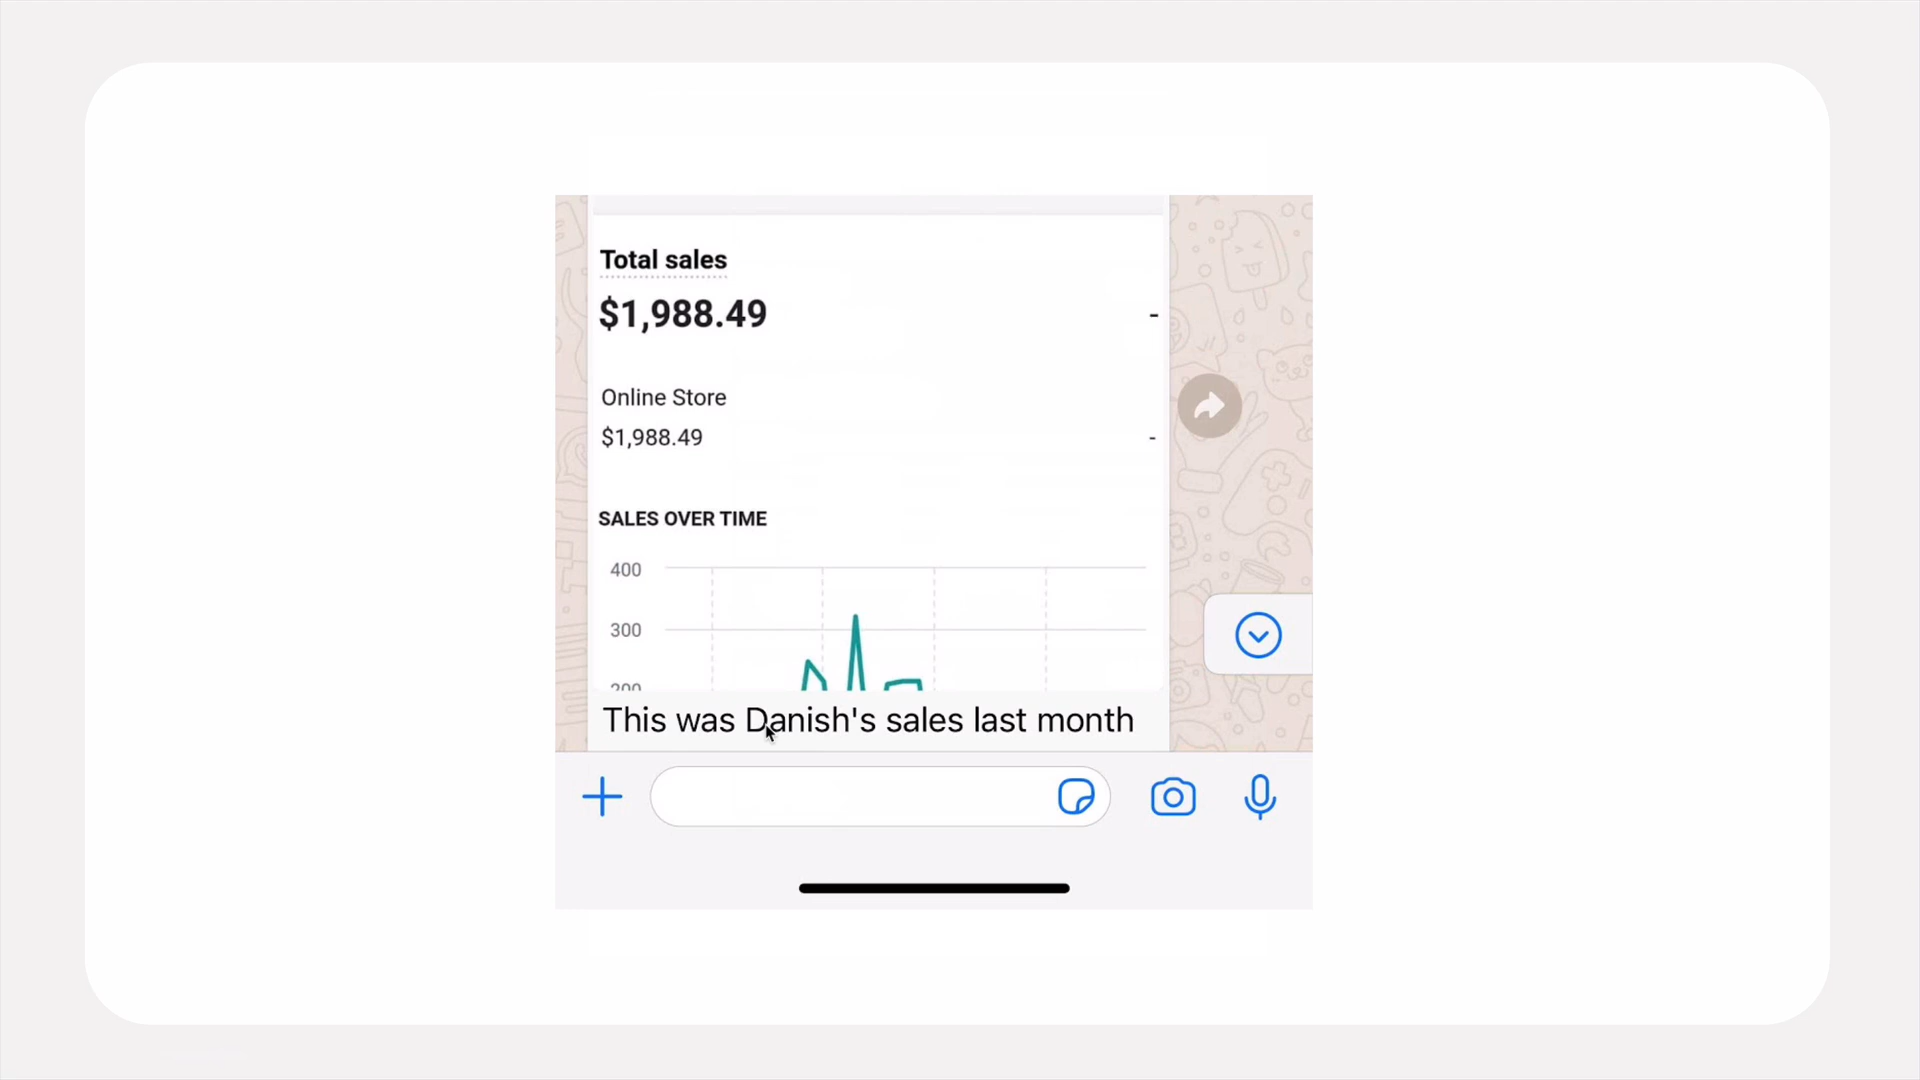 Total sales
$1,988.49 -
Online Store
$1,988.49 -
SALES OVER TIME
400
300
200
This was Danish's sales last month